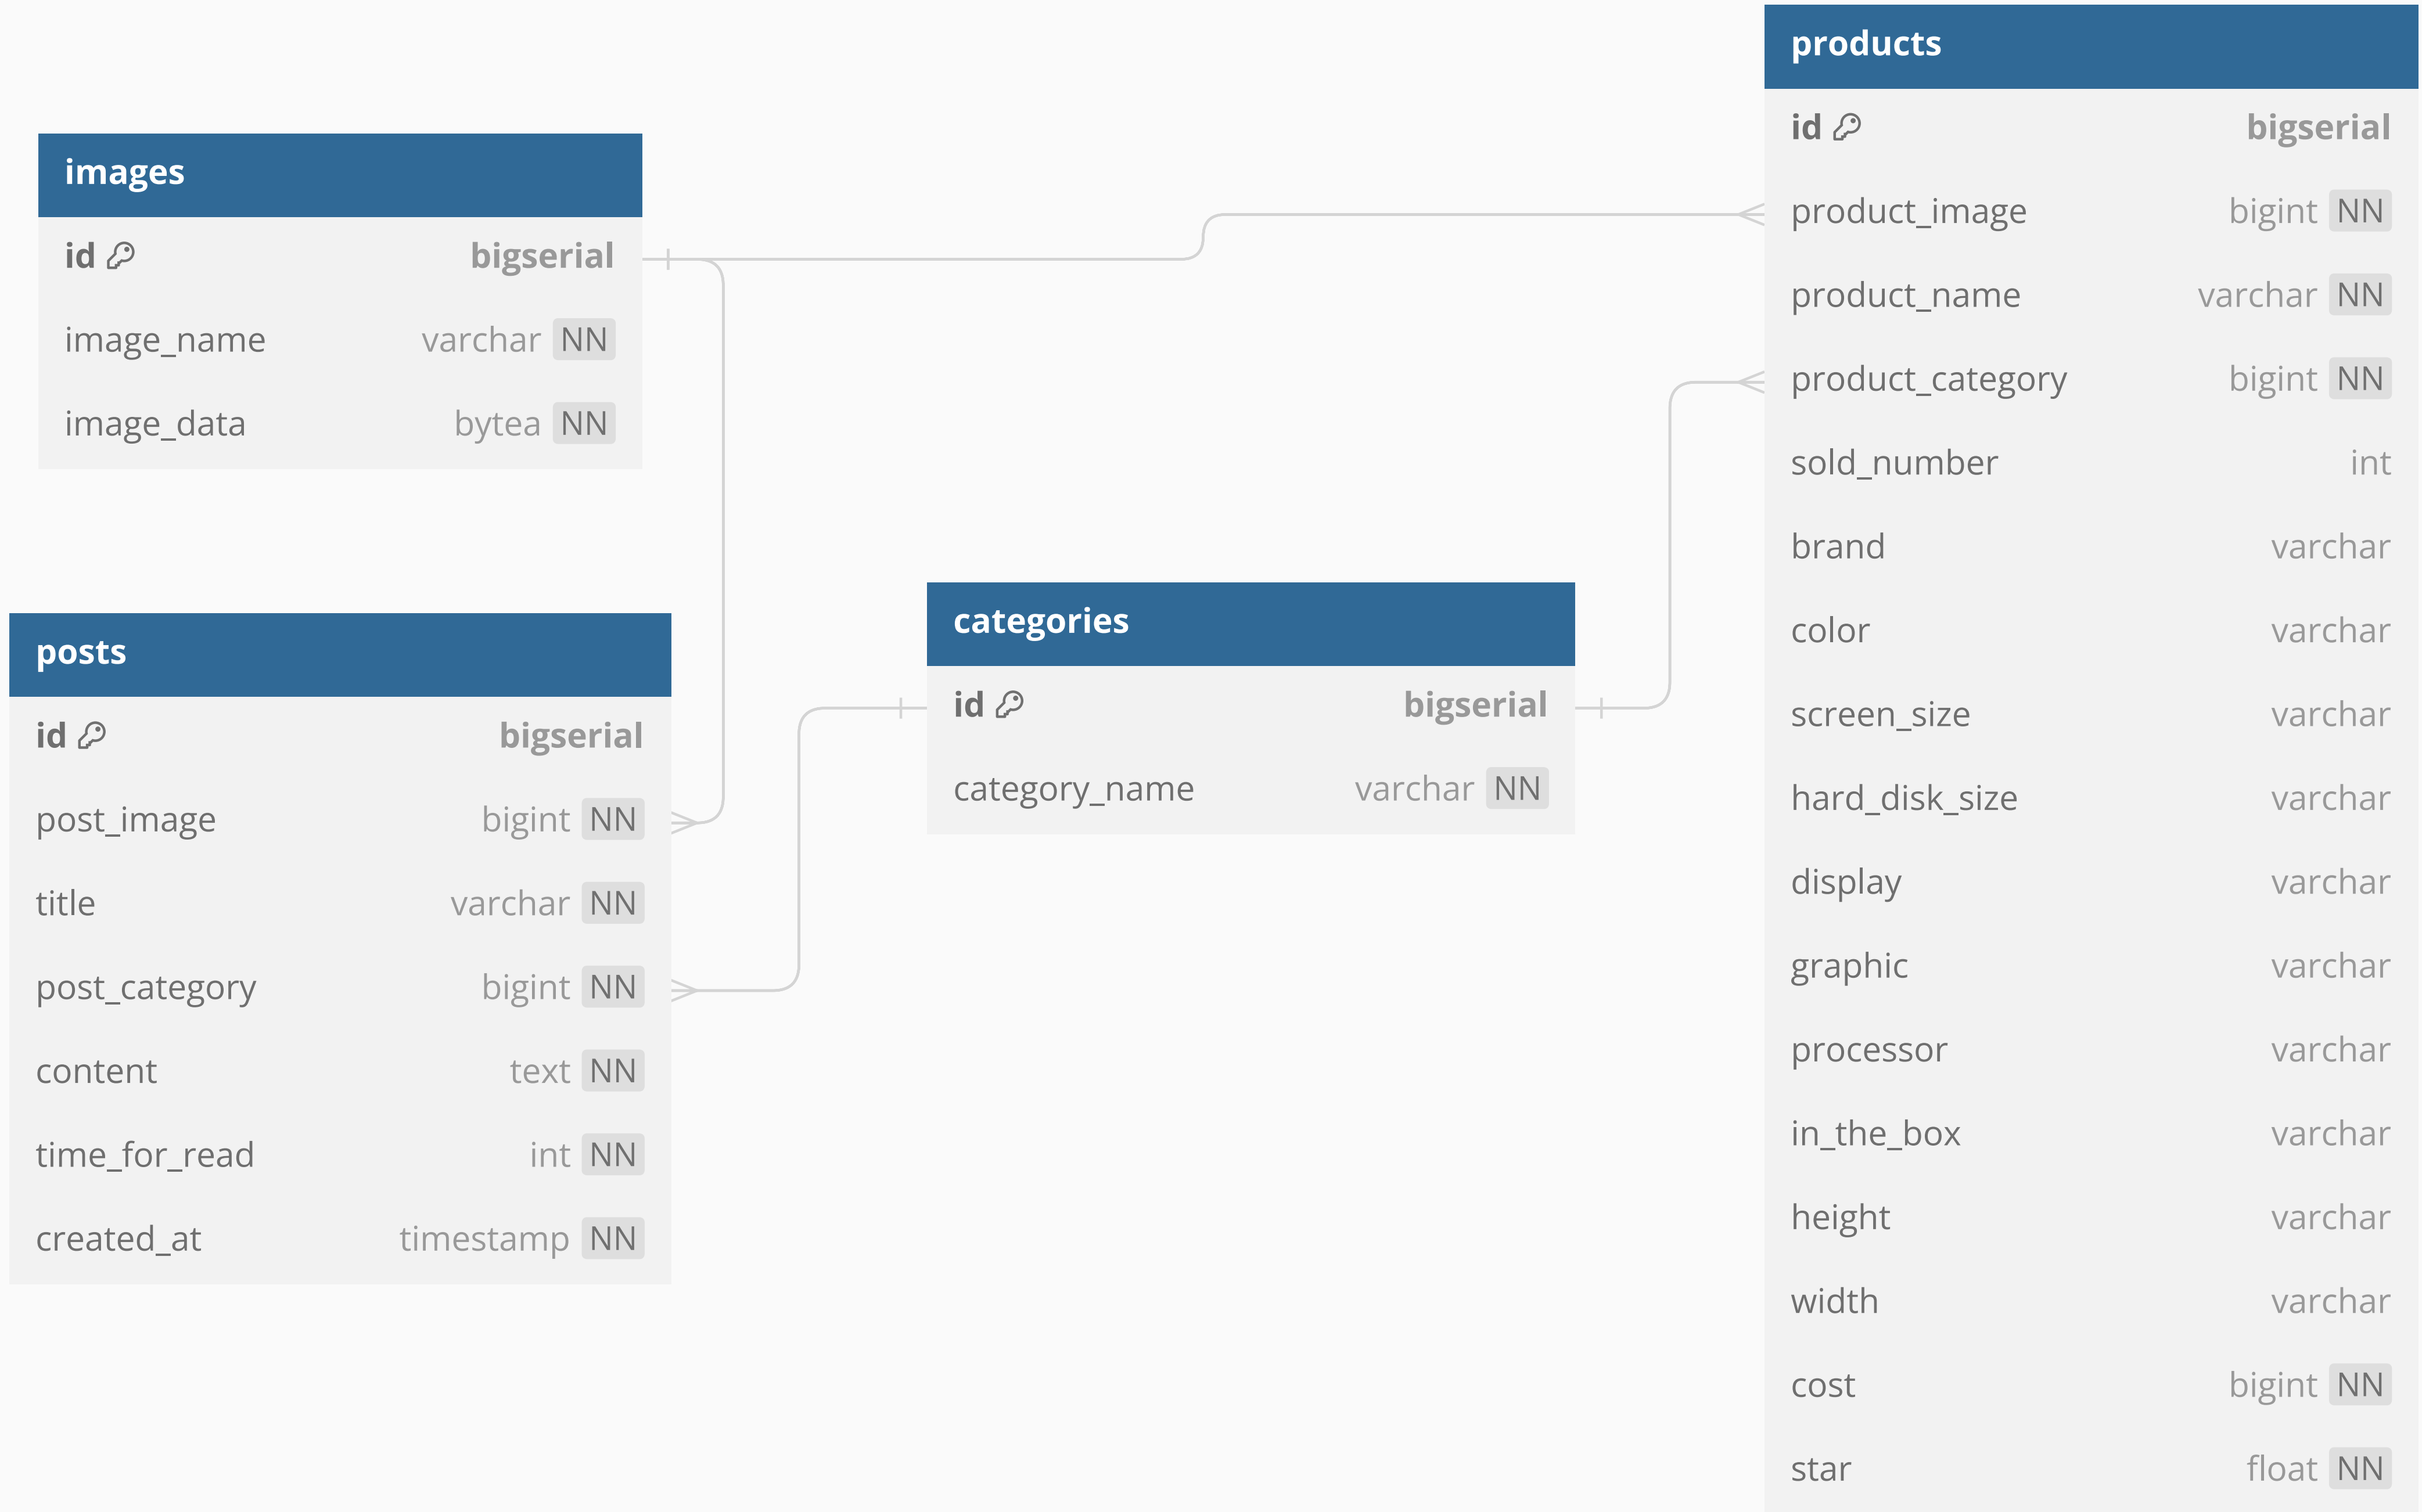 images
id bigserial
image_name varchar NN
image_data bytea NN
posts
id bigserial
post_image bigint NN
title varchar NN
post_category bigint NN
content text NN
time_for_read int NN
created_at timestamp NN
categories
id bigserial
category_name varchar NN
products
id bigserial
product_image bigint NN
product_name varchar NN
product_category bigint NN
sold_number int
brand varchar
color varchar
screen_size varchar
hard_disk_size varchar
display varchar
graphic varchar
processor varchar
in_the_box varchar
height varchar
width varchar
cost bigint NN
star float NN